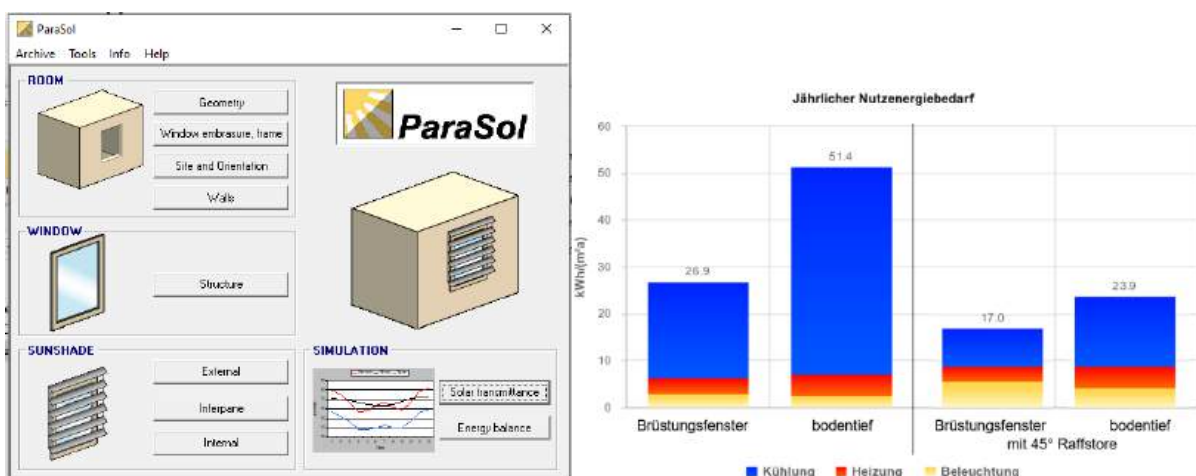 ParaSol
Archive Tools Info Help
ROOM
Geometry
Window embrasure, frame
Site and Orientation
Walls
WINDOW
Structure
SUNSHADE
External
Interpane
Internal
ParaSol
SIMULATION
Solar transmittance
Energy balance
Jährlicher Nutzenergiebedarf
kWh/(m²a)
60
50
40
30
20
10
0
26.9
51.4
17.0
23.9
Brüstungsfenster bodentief Brüstungsfenster bodentief
mit 45° Raffstore
Kühlung Heizung Beleuchtung